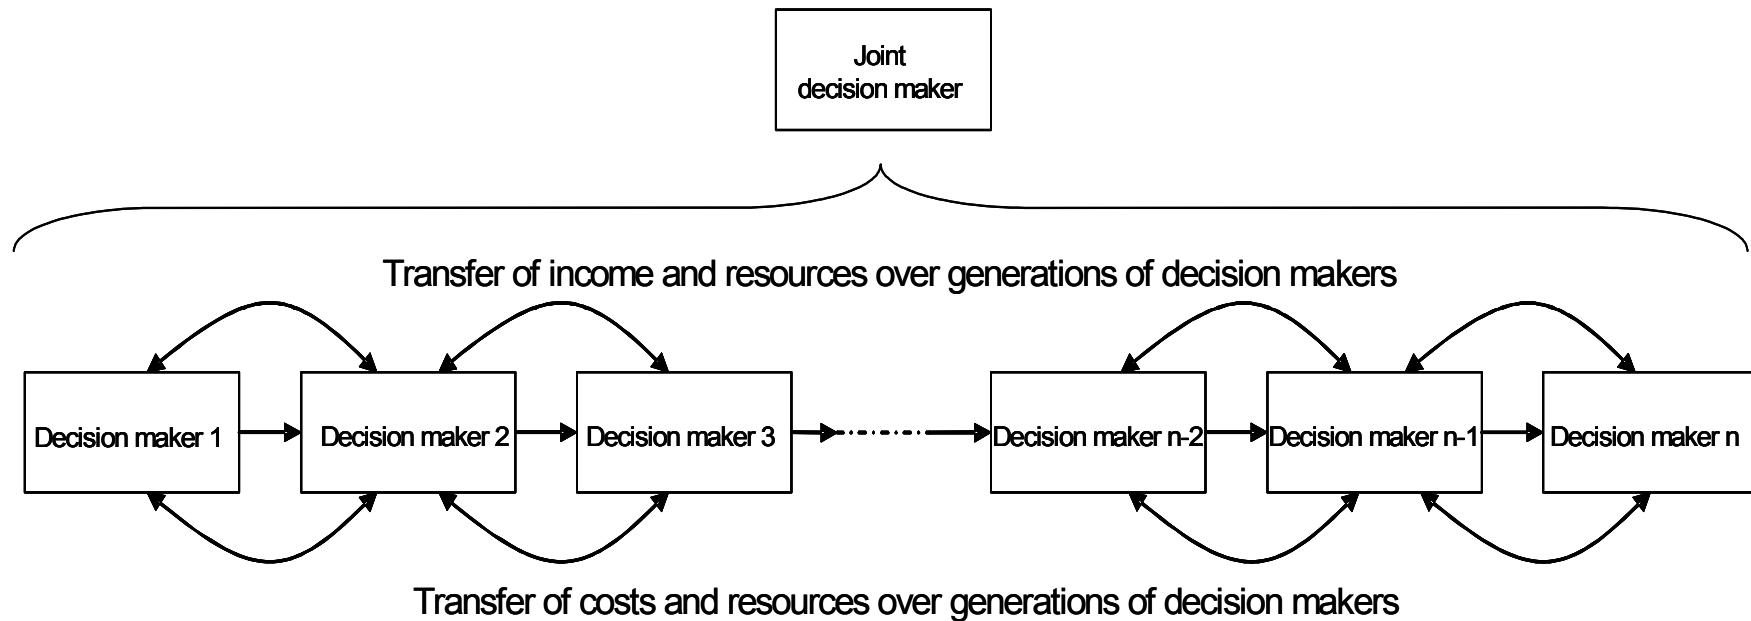 Joint
decision maker
Transfer of income and resources over generations of decision makers
Decision maker 1
Decision maker 2
Decision maker 3
Decision maker n-2
Decision maker n-1
Decision maker n
Transfer of costs and resources over generations of decision makers